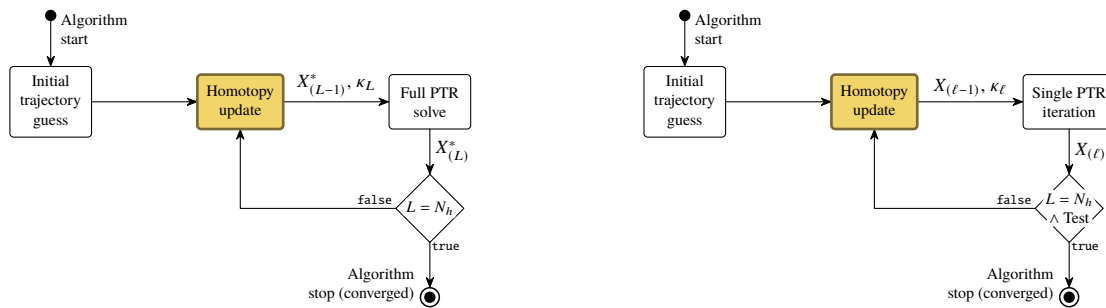 Algorithm
start
Initial
trajectory
guess
Homotopy
update
X*(L−1), κL
Full PTR
solve
X*(L)
false
L = Nh
true
Algorithm
stop (converged)
Algorithm
start
Initial
trajectory
guess
Homotopy
update
X(ℓ−1), κℓ
Single PTR
iteration
X(ℓ)
false
L = Nh
∧ Test
true
Algorithm
stop (converged)